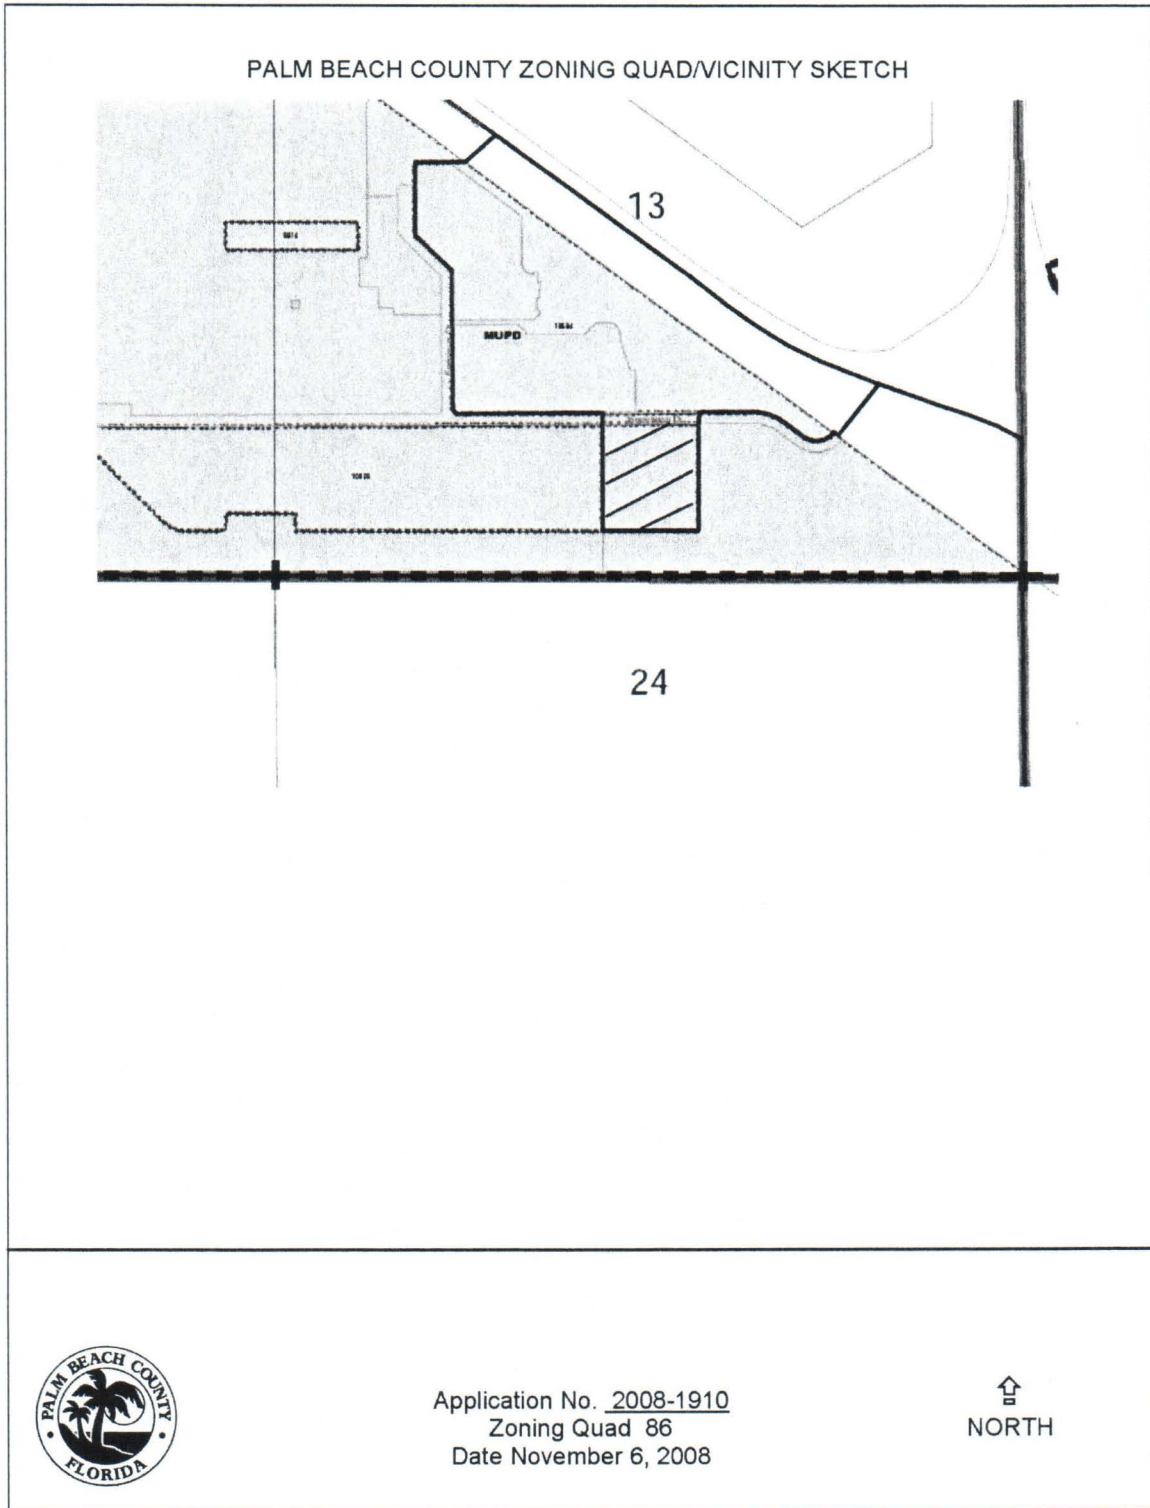 PALM BEACH COUNTY ZONING QUAD/VICINITY SKETCH
13
MUPD
24
PALM BEACH COUNTY
FLORIDA
Application No. 2008-1910
Zoning Quad 86
Date November 6, 2008
NORTH